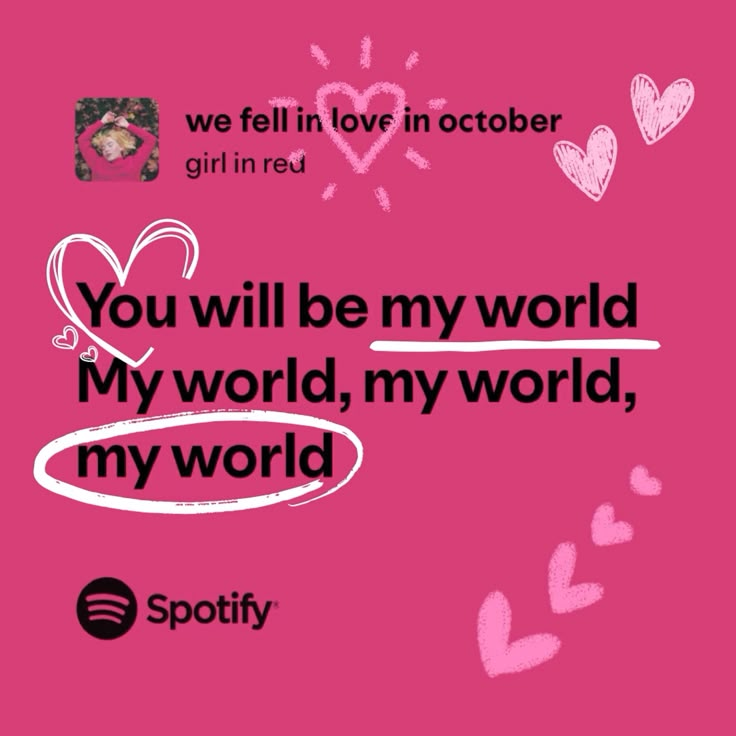 we fell in love in october
girl in red
You will be my world
My world, my world,
my world
Spotify®